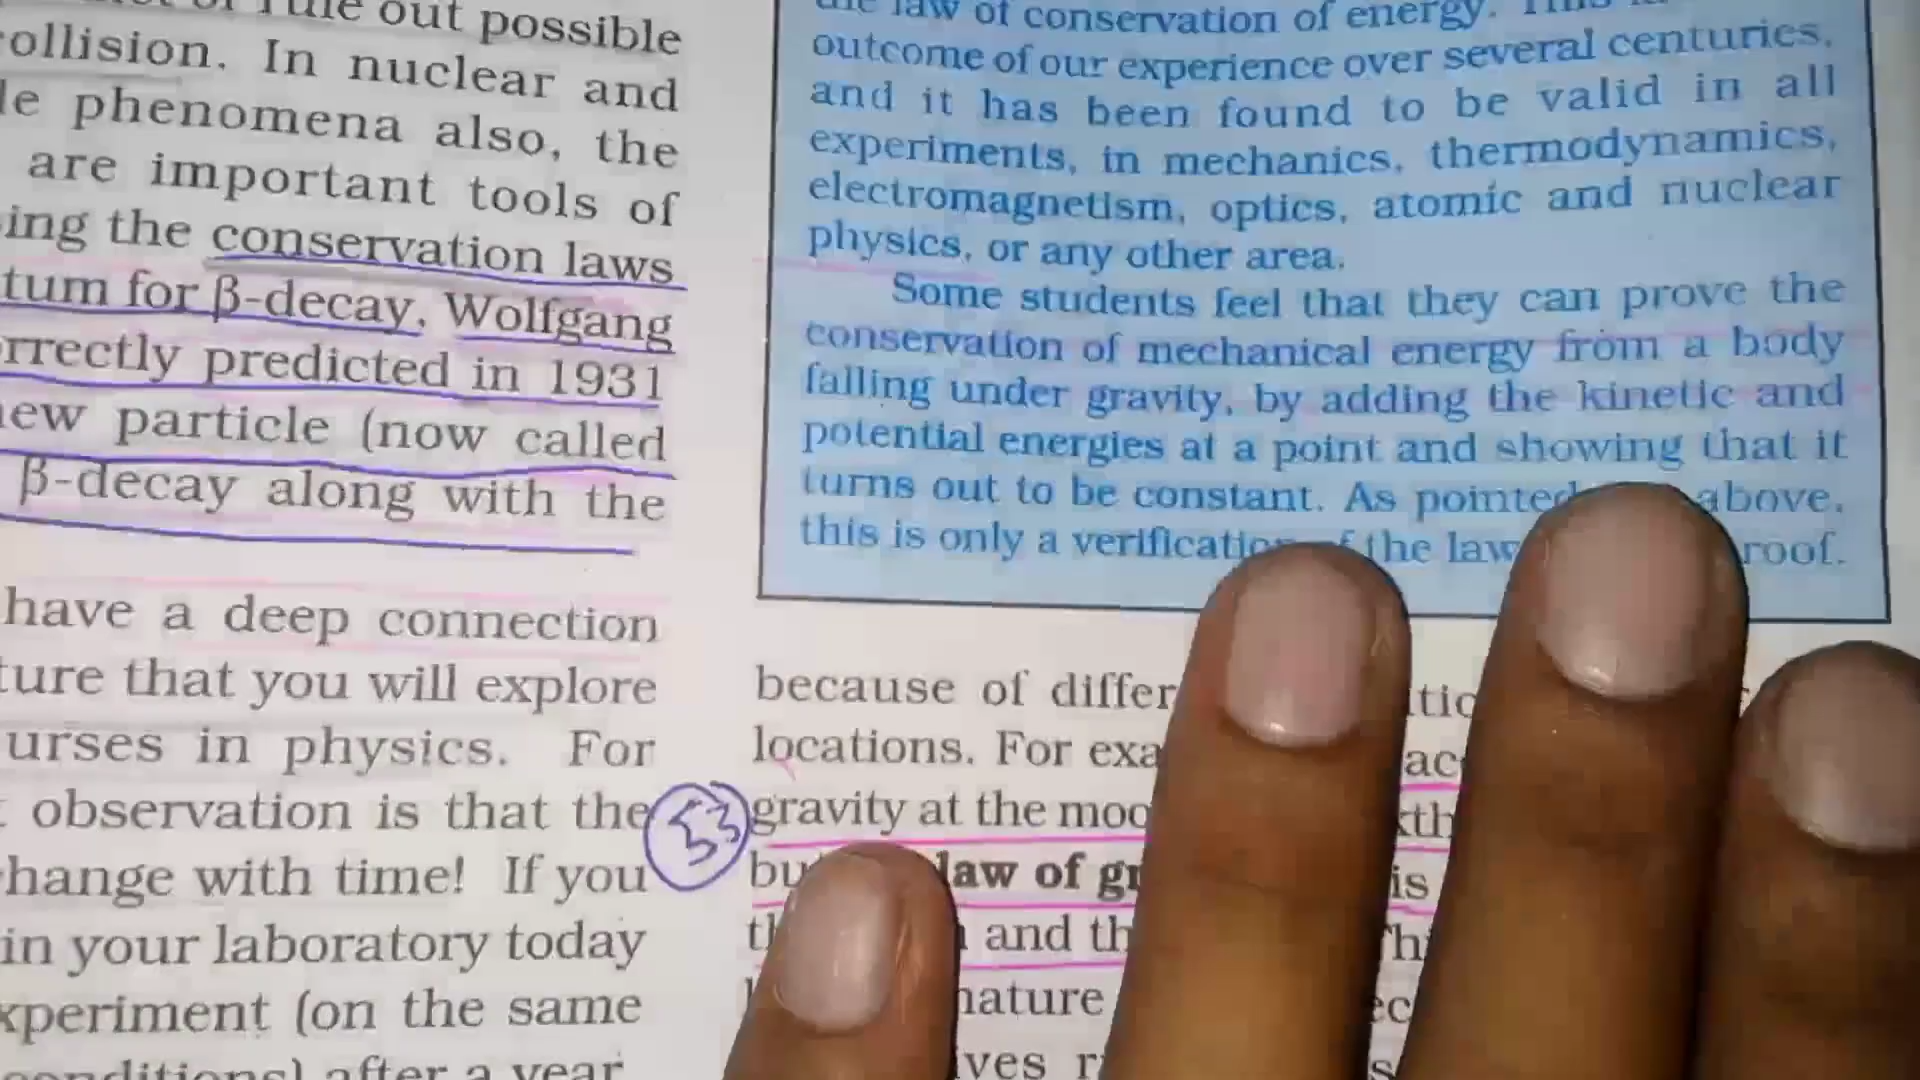 rule out possible
collision. In nuclear and
phenomena also, the
are important tools of
ing the conservation laws
tum for β-decay, Wolfgang
rrectly predicted in 1931
ew particle (now called
β-decay along with the
have a deep connection
ture that you will explore
urses in physics. For
observation is that the
hange with time! If you
in your laboratory today
xperiment (on the same
conditions) after a year
the law of conservation of energy.
outcome of our experience over several centuries,
and it has been found to be valid in all
experiments, in mechanics, thermodynamics,
electromagnetism, optics, atomic and nuclear
physics, or any other area.
Some students feel that they can prove the
conservation of mechanical energy from a body
falling under gravity, by adding the kinetic and
potential energies at a point and showing that it
turns out to be constant. As pointed above,
this is only a verification of the law roof.
because of differ
locations. For exa ac
gravity at the moo xth
law of gr is
and th
nature
ves